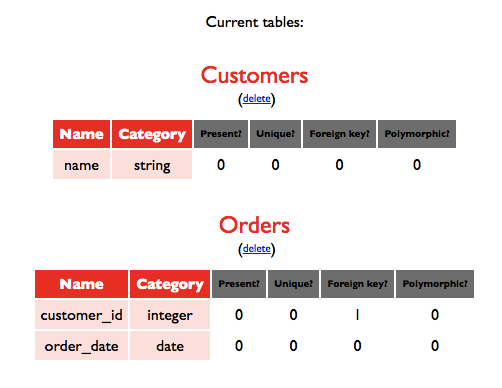 Current tables:
Customers
(delete)
Name Category Present? Unique? Foreign key? Polymorphic?
name string 0 0 0 0
Orders
(delete)
Name Category Present? Unique? Foreign key? Polymorphic?
customer_id integer 0 0 1 0
order_date date 0 0 0 0